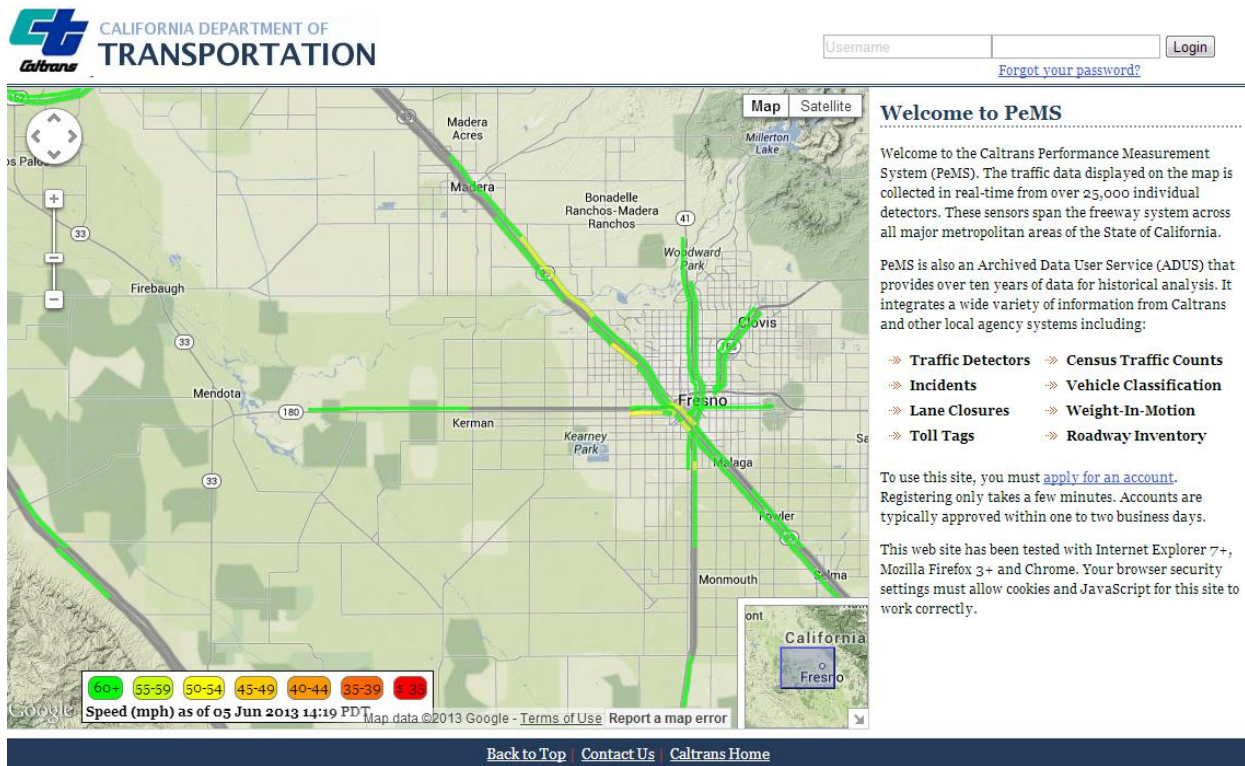 CALIFORNIA DEPARTMENT OF
TRANSPORTATION
Caltrans
Username
Login
Forgot your password?
Map
Satellite
Madera
Acres
Millerton
Lake
Madera
Bonadelle
Ranchos-Madera
Ranchos
41
33
Woodward
Park
Firebaugh
Clovis
33
Mendota
180
Fresno
Kerman
Kearney
Park
Malaga
33
Fowler
Monmouth
Selma
California
Fresno
60+
55-59
50-54
45-49
40-44
35-39
≤ 35
Speed (mph) as of 05 Jun 2013 14:19 PDT
Google
Map data ©2013 Google - Terms of Use
Report a map error
Welcome to PeMS
Welcome to the Caltrans Performance Measurement
System (PeMS). The traffic data displayed on the map is
collected in real-time from over 25,000 individual
detectors. These sensors span the freeway system across
all major metropolitan areas of the State of California.
PeMS is also an Archived Data User Service (ADUS) that
provides over ten years of data for historical analysis. It
integrates a wide variety of information from Caltrans
and other local agency systems including:
Traffic Detectors
Census Traffic Counts
Incidents
Vehicle Classification
Lane Closures
Weight-In-Motion
Toll Tags
Roadway Inventory
To use this site, you must apply for an account.
Registering only takes a few minutes. Accounts are
typically approved within one to two business days.
This web site has been tested with Internet Explorer 7+,
Mozilla Firefox 3+ and Chrome. Your browser security
settings must allow cookies and JavaScript for this site to
work correctly.
Back to Top | Contact Us | Caltrans Home